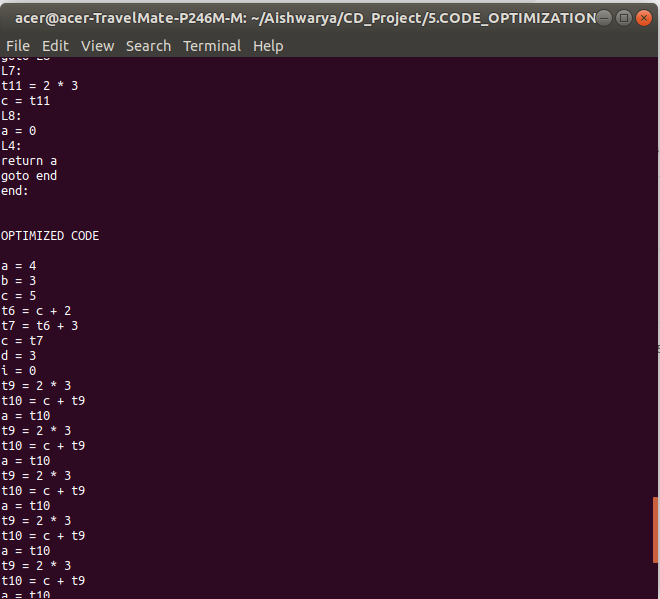 acer@acer-TravelMate-P246M-M: ~/Aishwarya/CD_Project/5.CODE_OPTIMIZATION
File Edit View Search Terminal Help
L7:
t11 = 2 * 3
c = t11
L8:
a = 0
L4:
return a
goto end
end:
OPTIMIZED CODE
a = 4
b = 3
c = 5
t6 = c + 2
t7 = t6 + 3
c = t7
d = 3
i = 0
t9 = 2 * 3
t10 = c + t9
a = t10
t9 = 2 * 3
t10 = c + t9
a = t10
t9 = 2 * 3
t10 = c + t9
a = t10
t9 = 2 * 3
t10 = c + t9
a = t10
t9 = 2 * 3
t10 = c + t9
a = t10